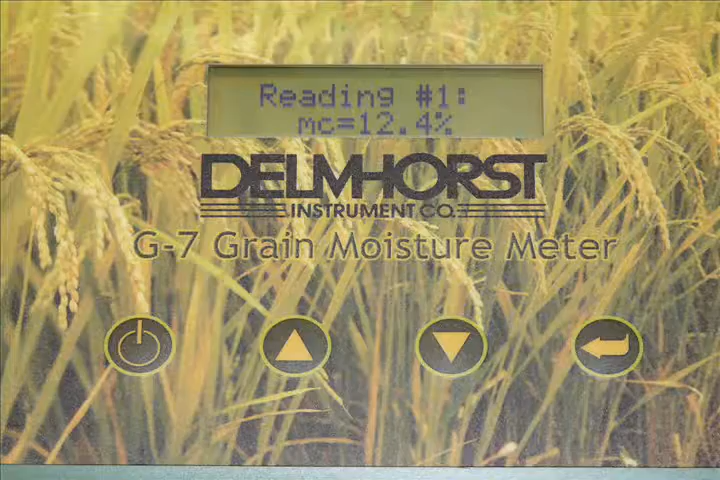 Reading #1:
mc=12.4%
DELMHORST
INSTRUMENT CO.
G-7 Grain Moisture Meter